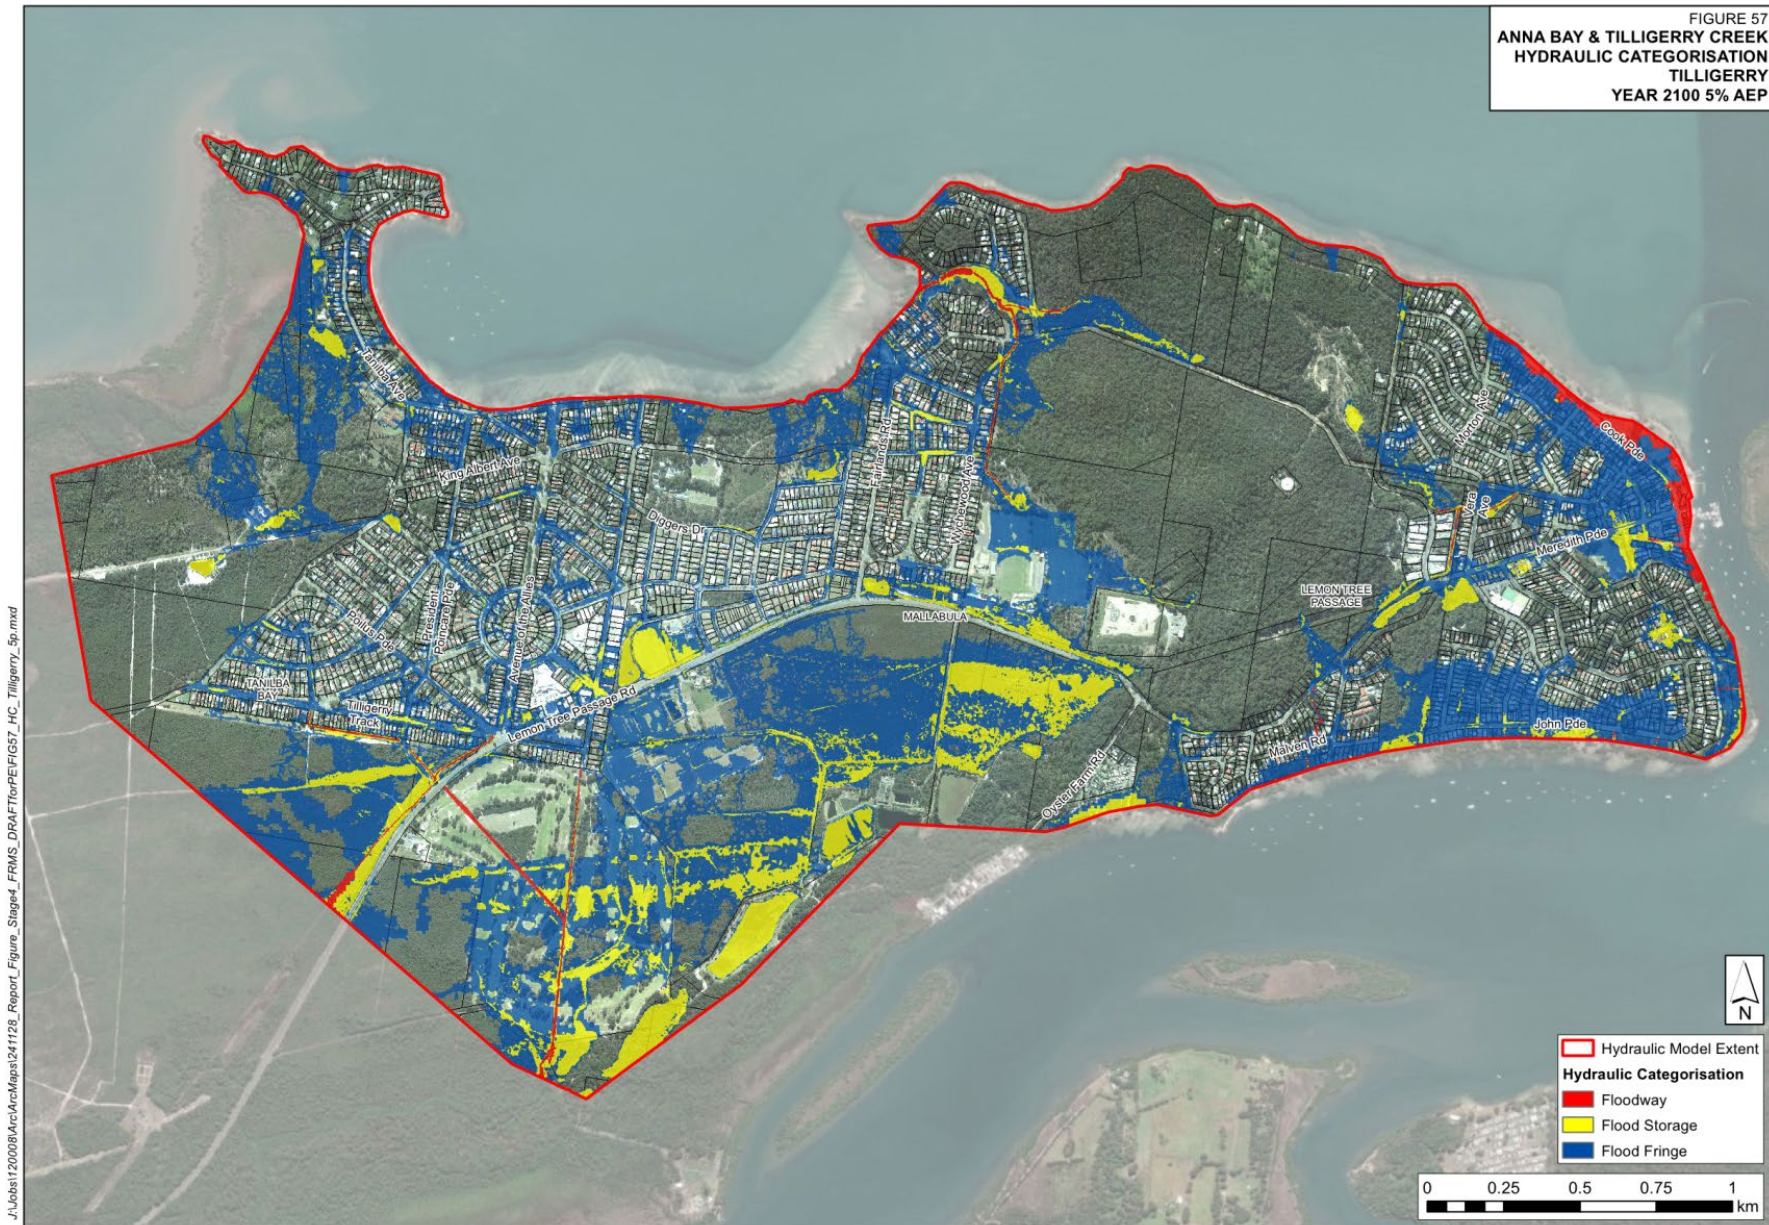 FIGURE 57
ANNA BAY & TILLIGERRY CREEK
HYDRAULIC CATEGORISATION
TILLIGERRY
YEAR 2100 5% AEP
Tanilba Ave
King Albert Ave
Diggers Dr
Fairlands Rd
Wychewood Ave
Morton Ave
Cook Pde
Vera
Ave
Meredith Pde
LEMON TREE
PASSAGE
MALLABULA
President
Poincare Pde
Avenue of the Allies
Poilus Pde
TANILBA
BAY
Tilligerry
Track
Lemon Tree Passage Rd
Oyster Farm Rd
Malven Rd
John Pde
N
Hydraulic Model Extent
Hydraulic Categorisation
Floodway
Flood Storage
Flood Fringe
0 0.25 0.5 0.75 1
km
J:\Jobs\120008\Arc\ArcMaps\241128_Report_Figure_Stage4_FRMS_DRAFTforPE\FIG57_HC_Tilligerry_5p.mxd